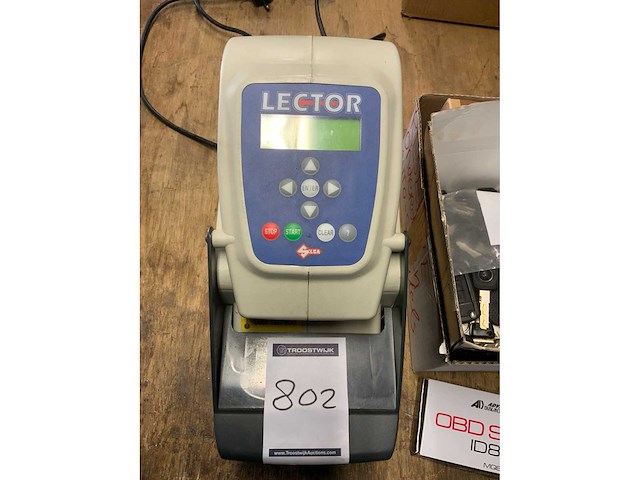 LECTOR
ENTER
STOP
START
CLEAR
SILCA
TROOSTWIJK
802
www.TroostwijkAuctions.com
OBD S
ID8